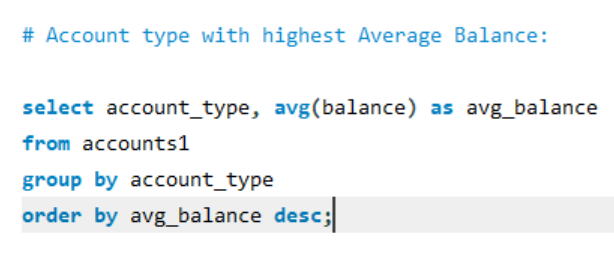 # Account type with highest Average Balance:
select account_type, avg(balance) as avg_balance
from accounts1
group by account_type
order by avg_balance desc;